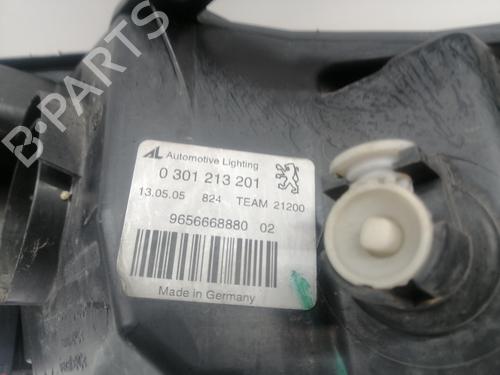 B-PARTS
AL Automotive Lighting
0 301 213 201
13.05.05 824 TEAM 21200
9656668880 02
Made in Germany